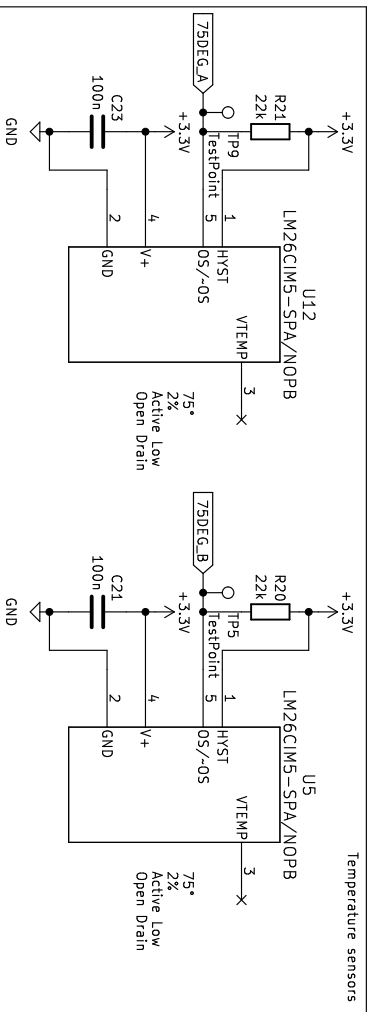 Temperature sensors
+3.3V
R21
22k
75DEG_A
TP9
TestPoint
+3.3V
C23
100n
GND
U12
LM26CIM5-SPA/NOPB
1
HYST
5
OS/~OS
4
V+
2
GND
VTEMP
3
75°
2%
Active Low
Open Drain
+3.3V
R20
22k
75DEG_B
TP5
TestPoint
+3.3V
C21
100n
GND
U5
LM26CIM5-SPA/NOPB
1
HYST
5
OS/~OS
4
V+
2
GND
VTEMP
3
75°
2%
Active Low
Open Drain